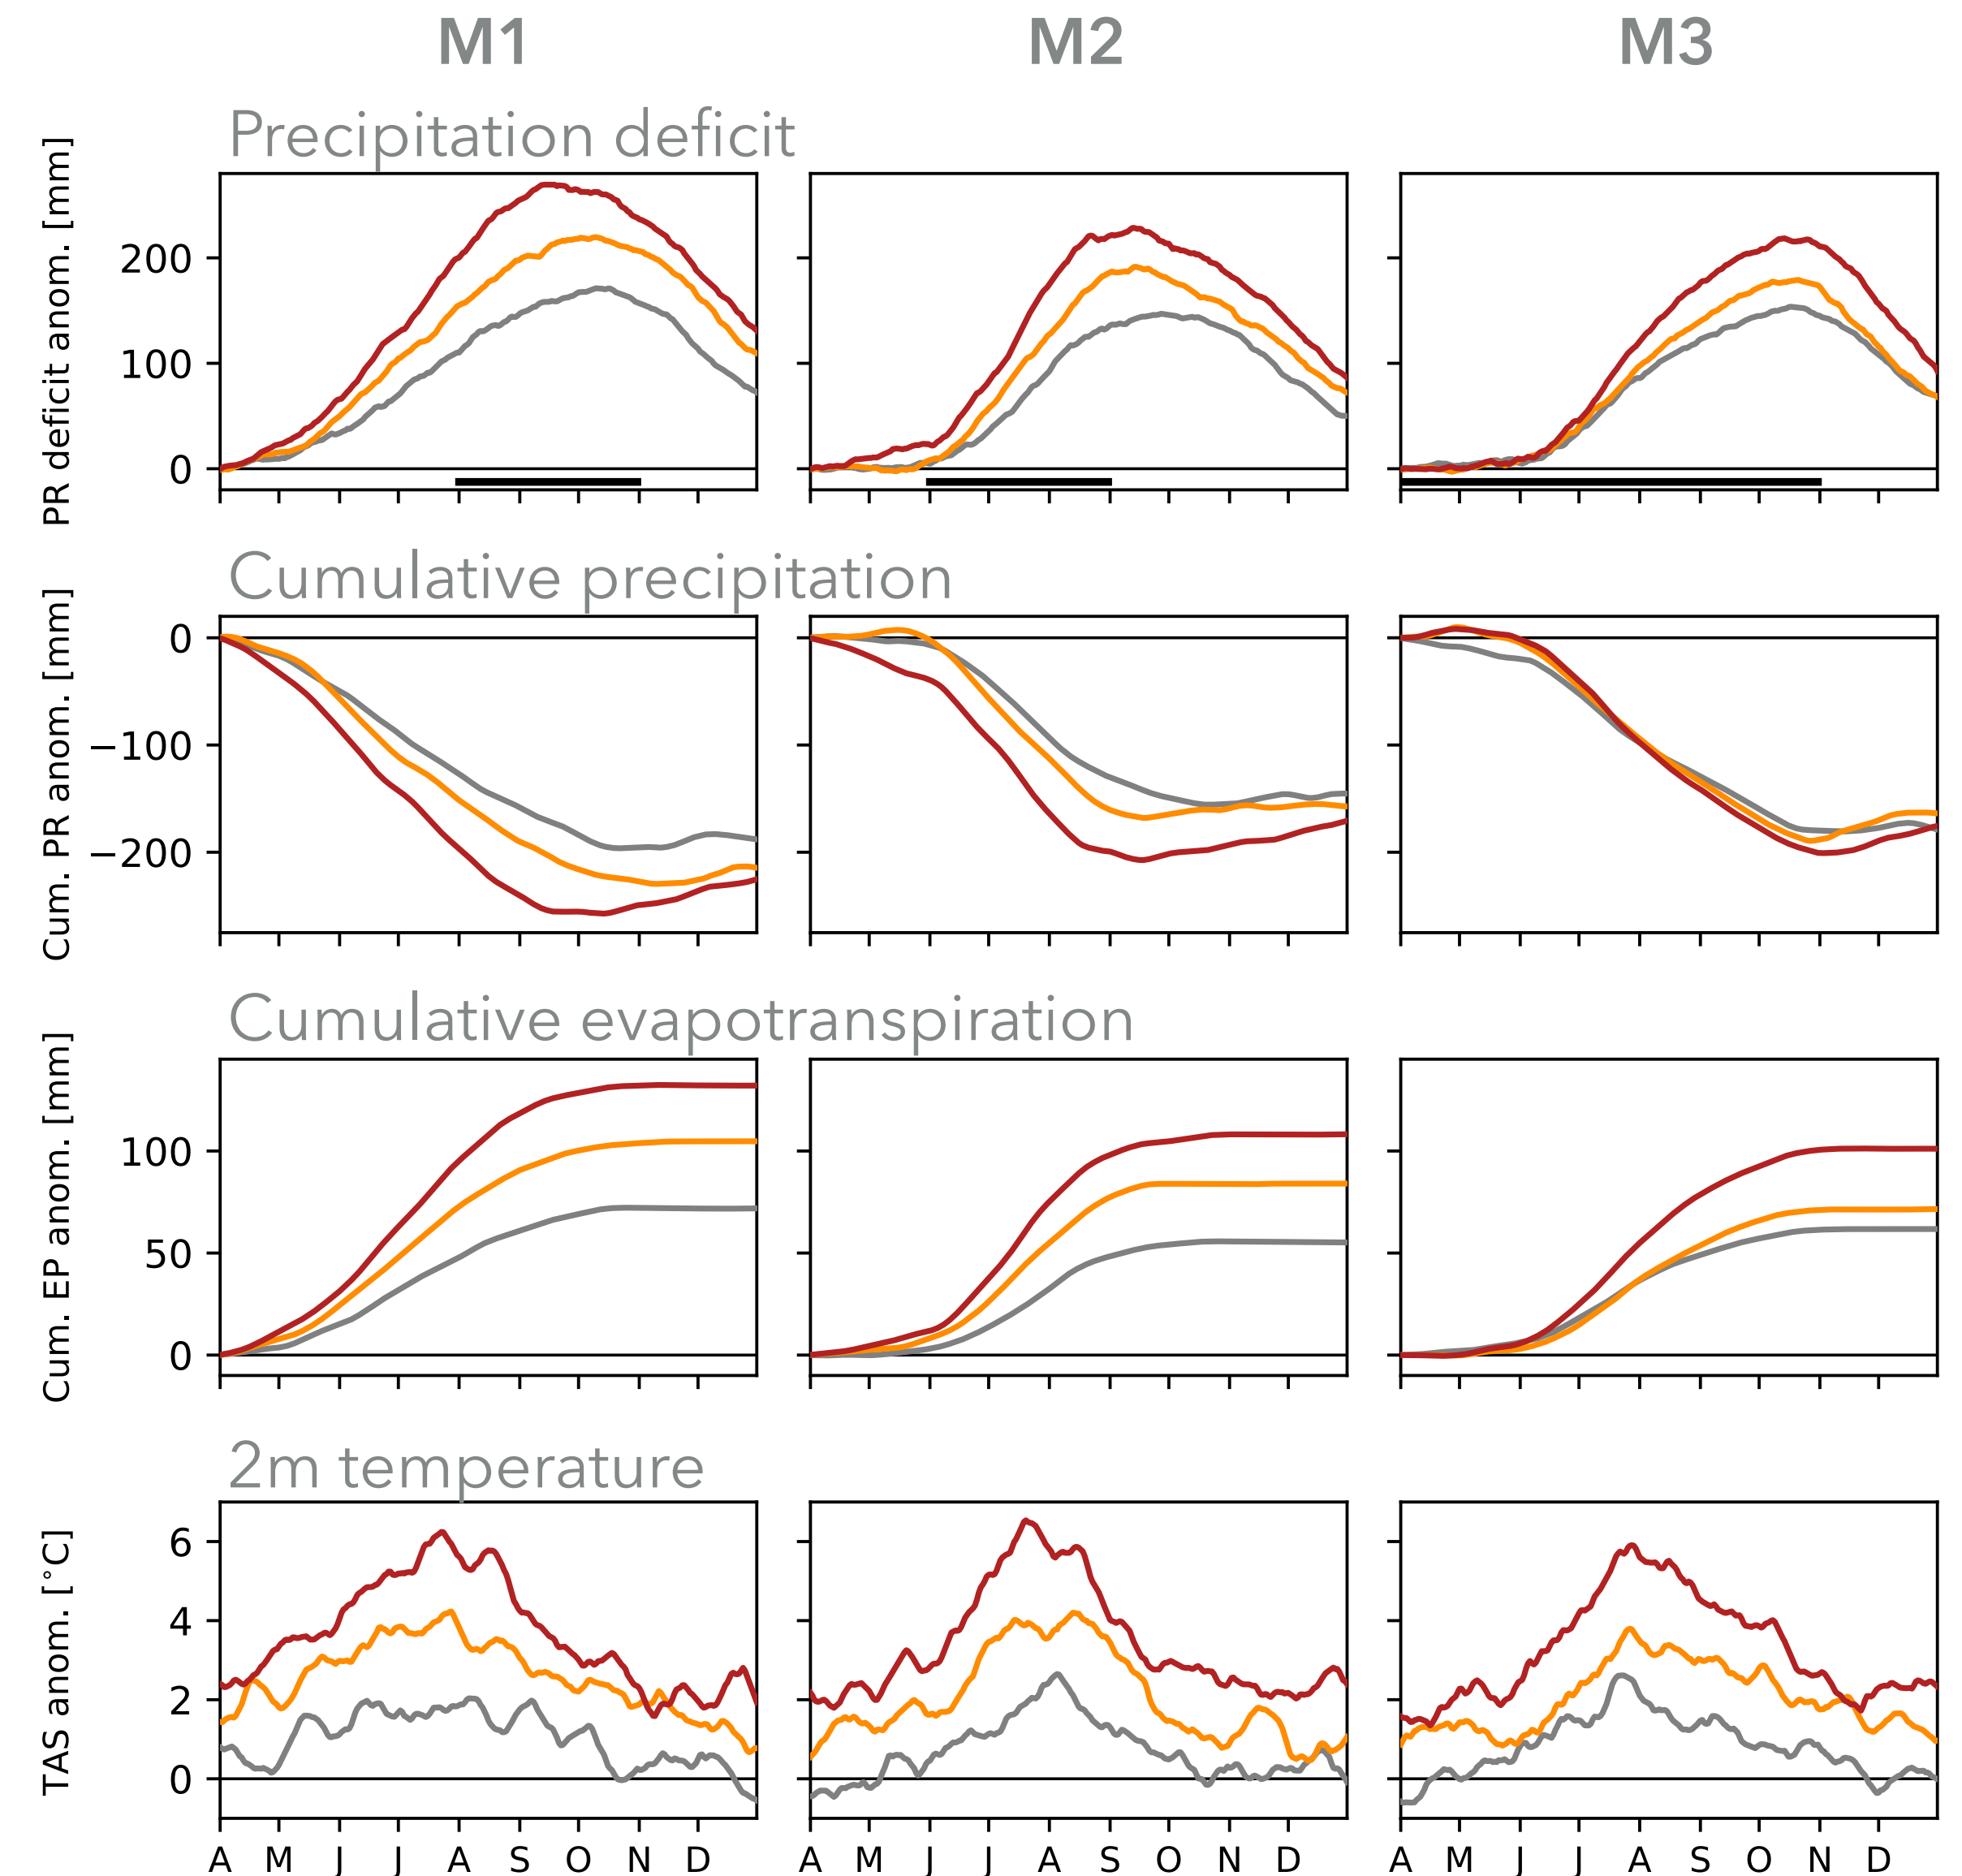 M1 M2 M3
Precipitation deficit
PR deficit anom. [mm]
200
100
0
Cumulative precipitation
Cum. PR anom. [mm]
0
−100
−200
Cumulative evapotranspiration
Cum. EP anom. [mm]
100
50
0
2m temperature
TAS anom. [°C]
6
4
2
0
A M J J A S O N D A M J J A S O N D A M J J A S O N D